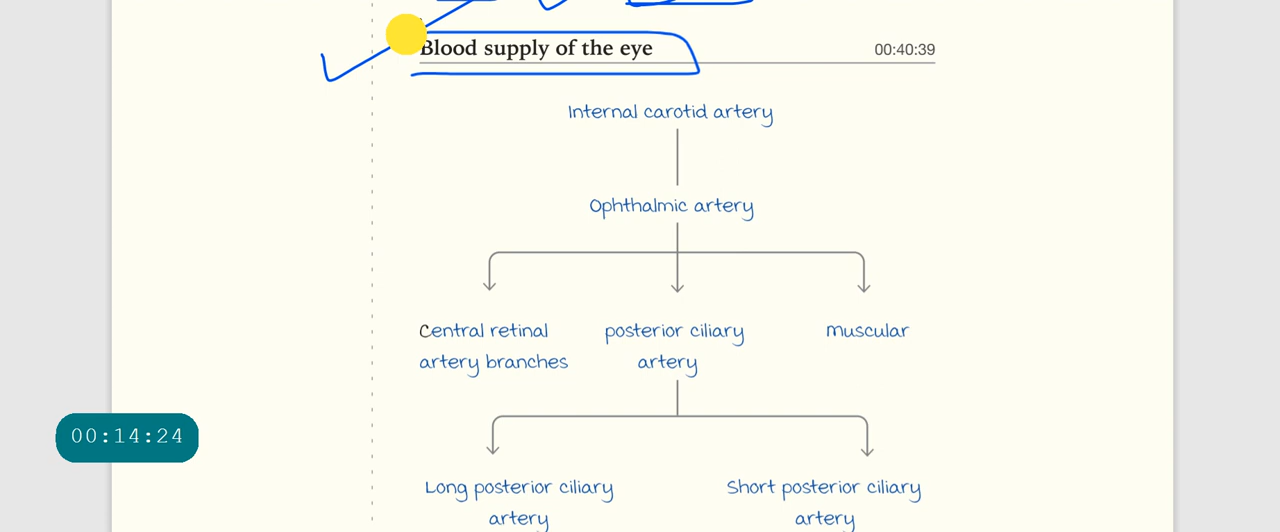 Blood supply of the eye 00:40:39
Internal carotid artery
Ophthalmic artery
Central retinal posterior ciliary muscular
artery branches artery
00:14:24
Long posterior ciliary Short posterior ciliary
artery artery